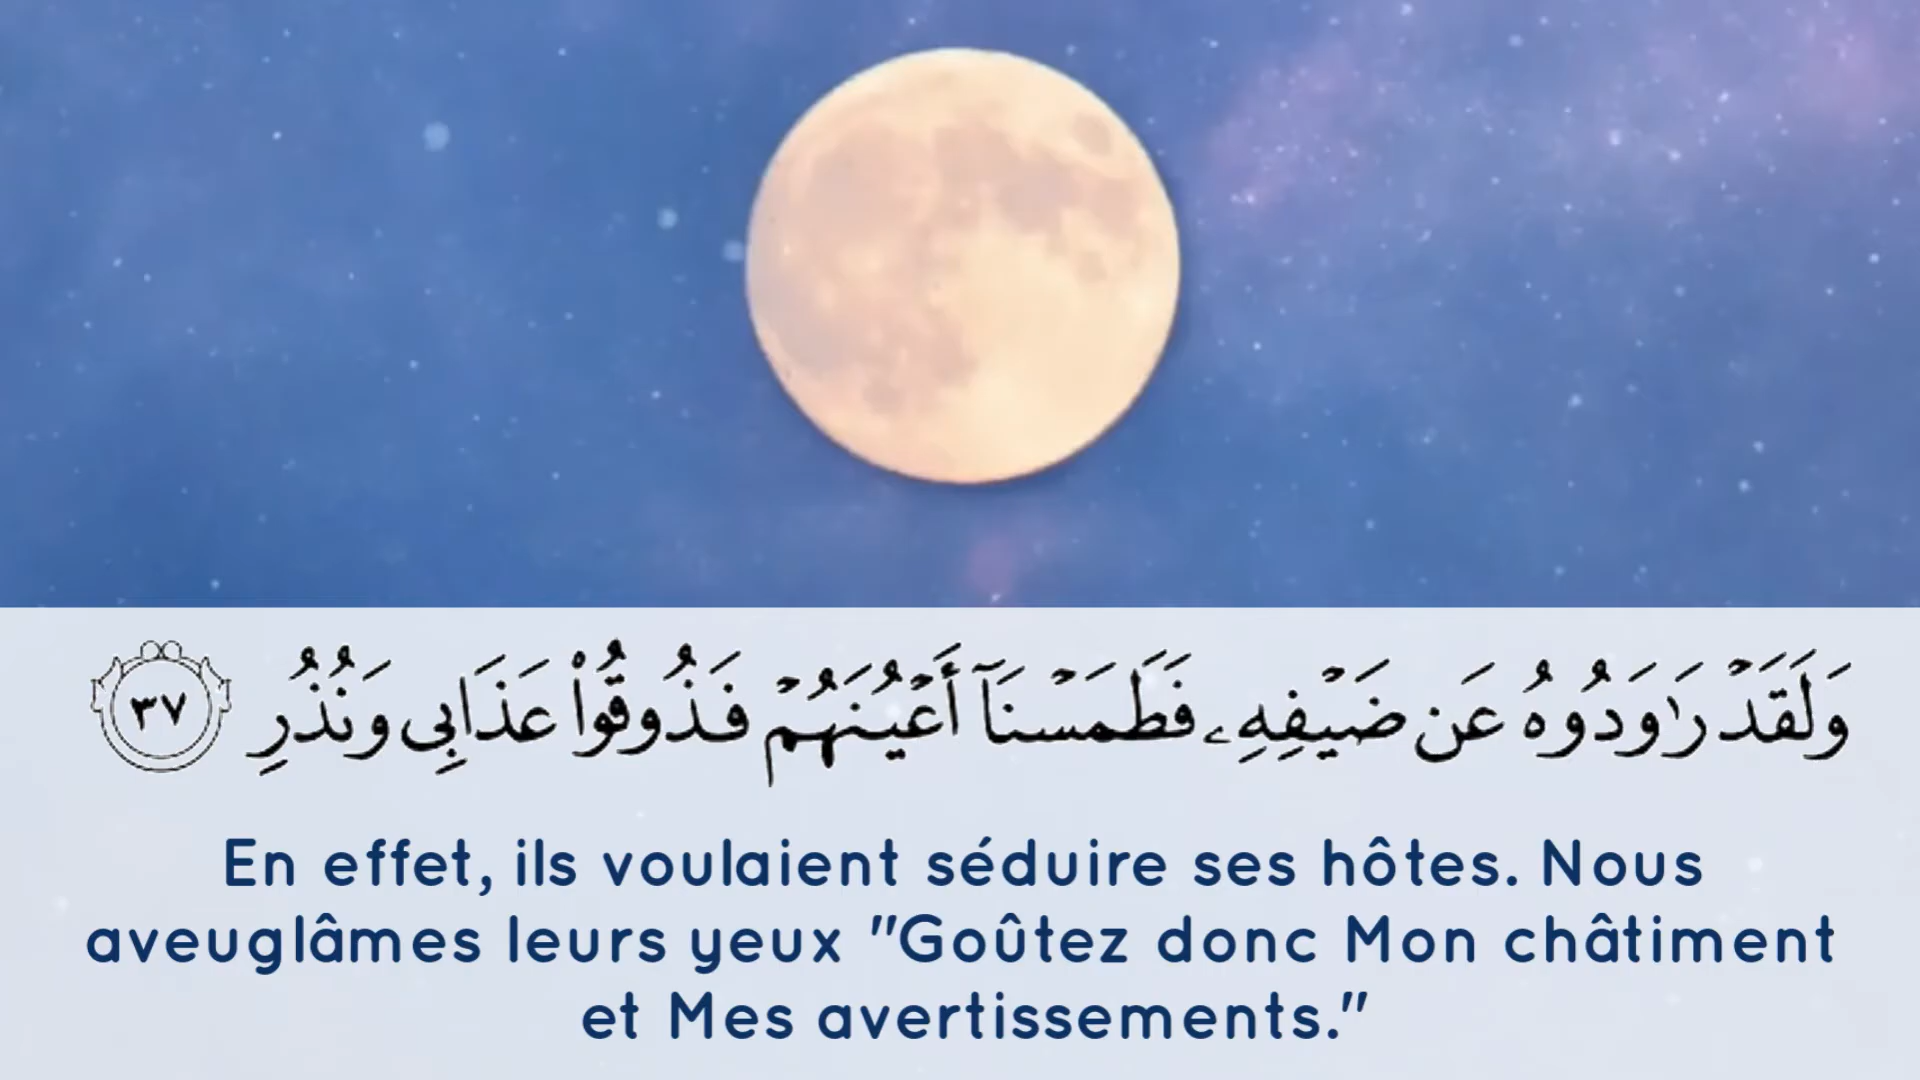 وَلَقَدْ رَٰوَدُوهُ عَن ضَيْفِهِۦ فَطَمَسْنَآ أَعْيُنَهُمْ فَذُوقُوا۟ عَذَابِى وَنُذُرِ ٣٧
En effet, ils voulaient séduire ses hôtes. Nous
aveuglâmes leurs yeux "Goûtez donc Mon châtiment
et Mes avertissements."